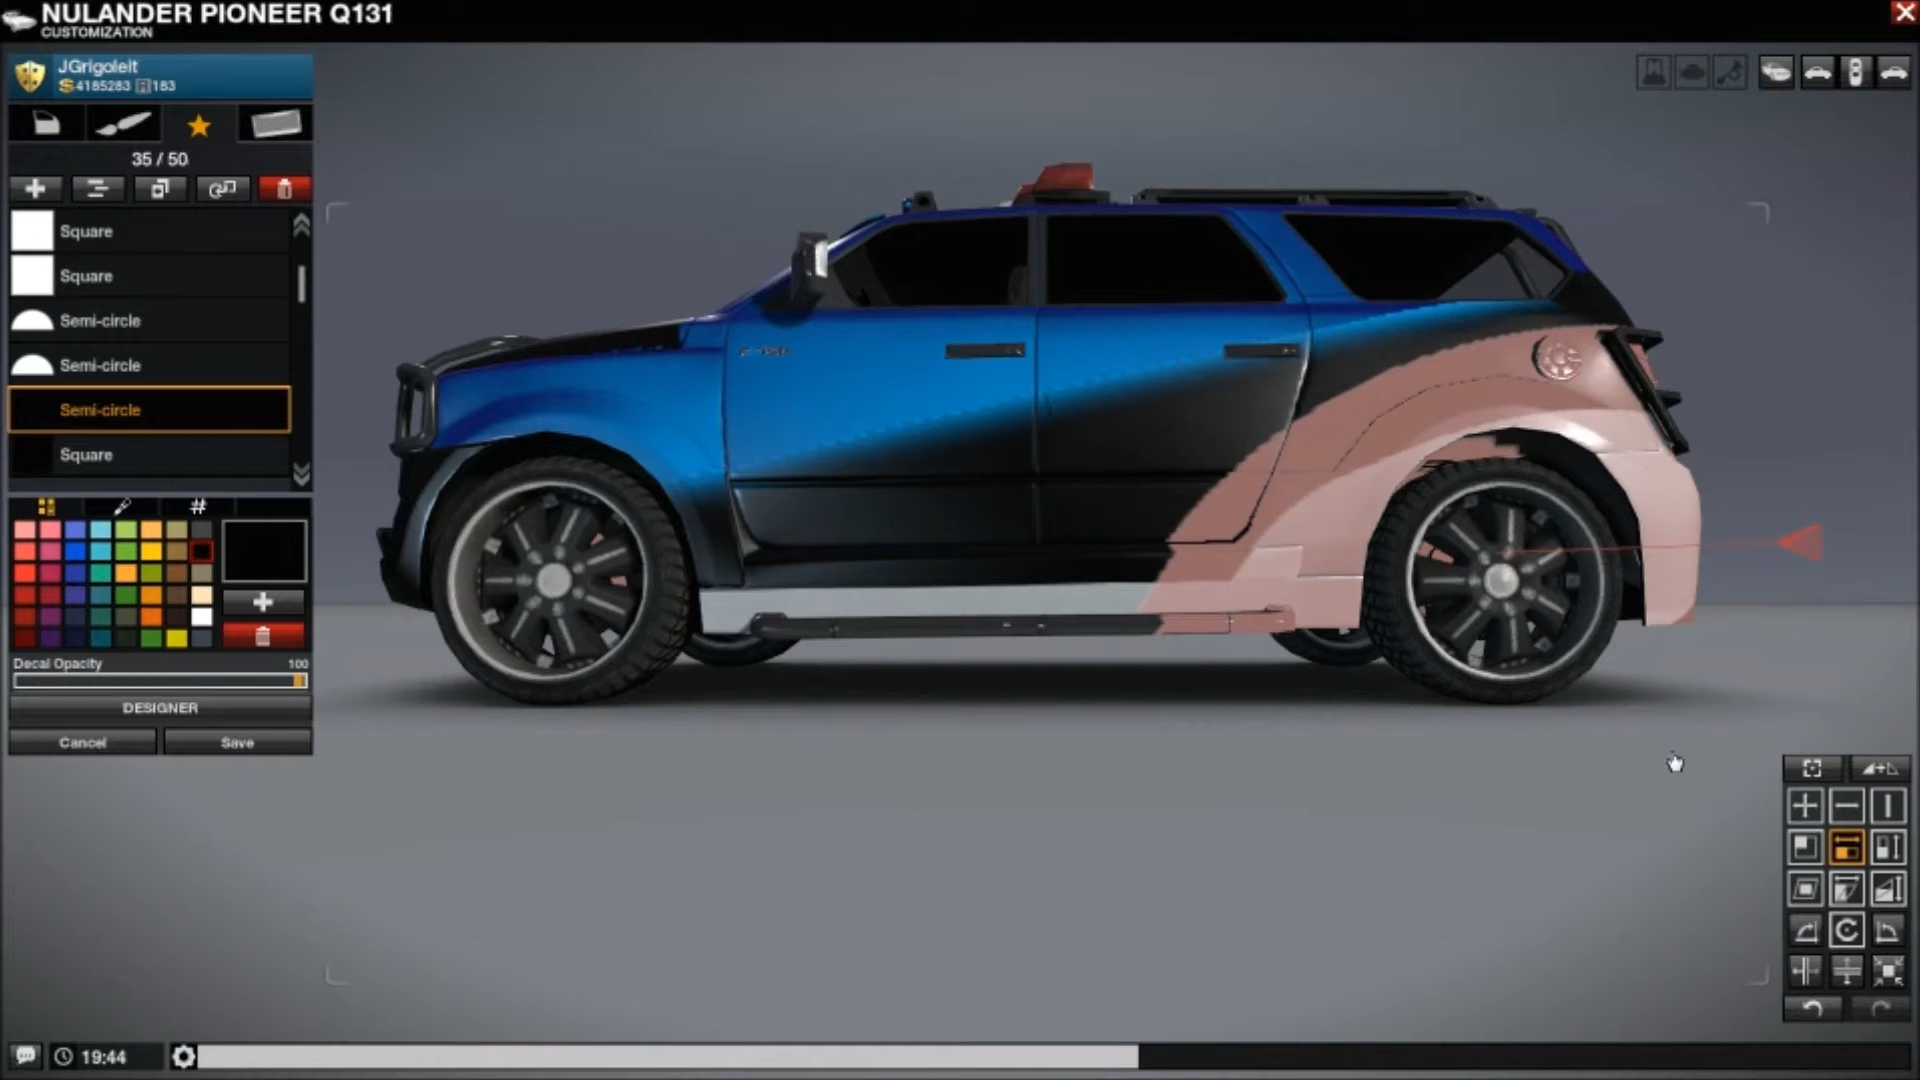 NULANDER PIONEER Q131
CUSTOMIZATION
JGrigoleit
$4185283 183
35 / 50
Square
Square
Semi-circle
Semi-circle
Semi-circle
Square
#
Decal Opacity 100
DESIGNER
Cancel Save
19:44